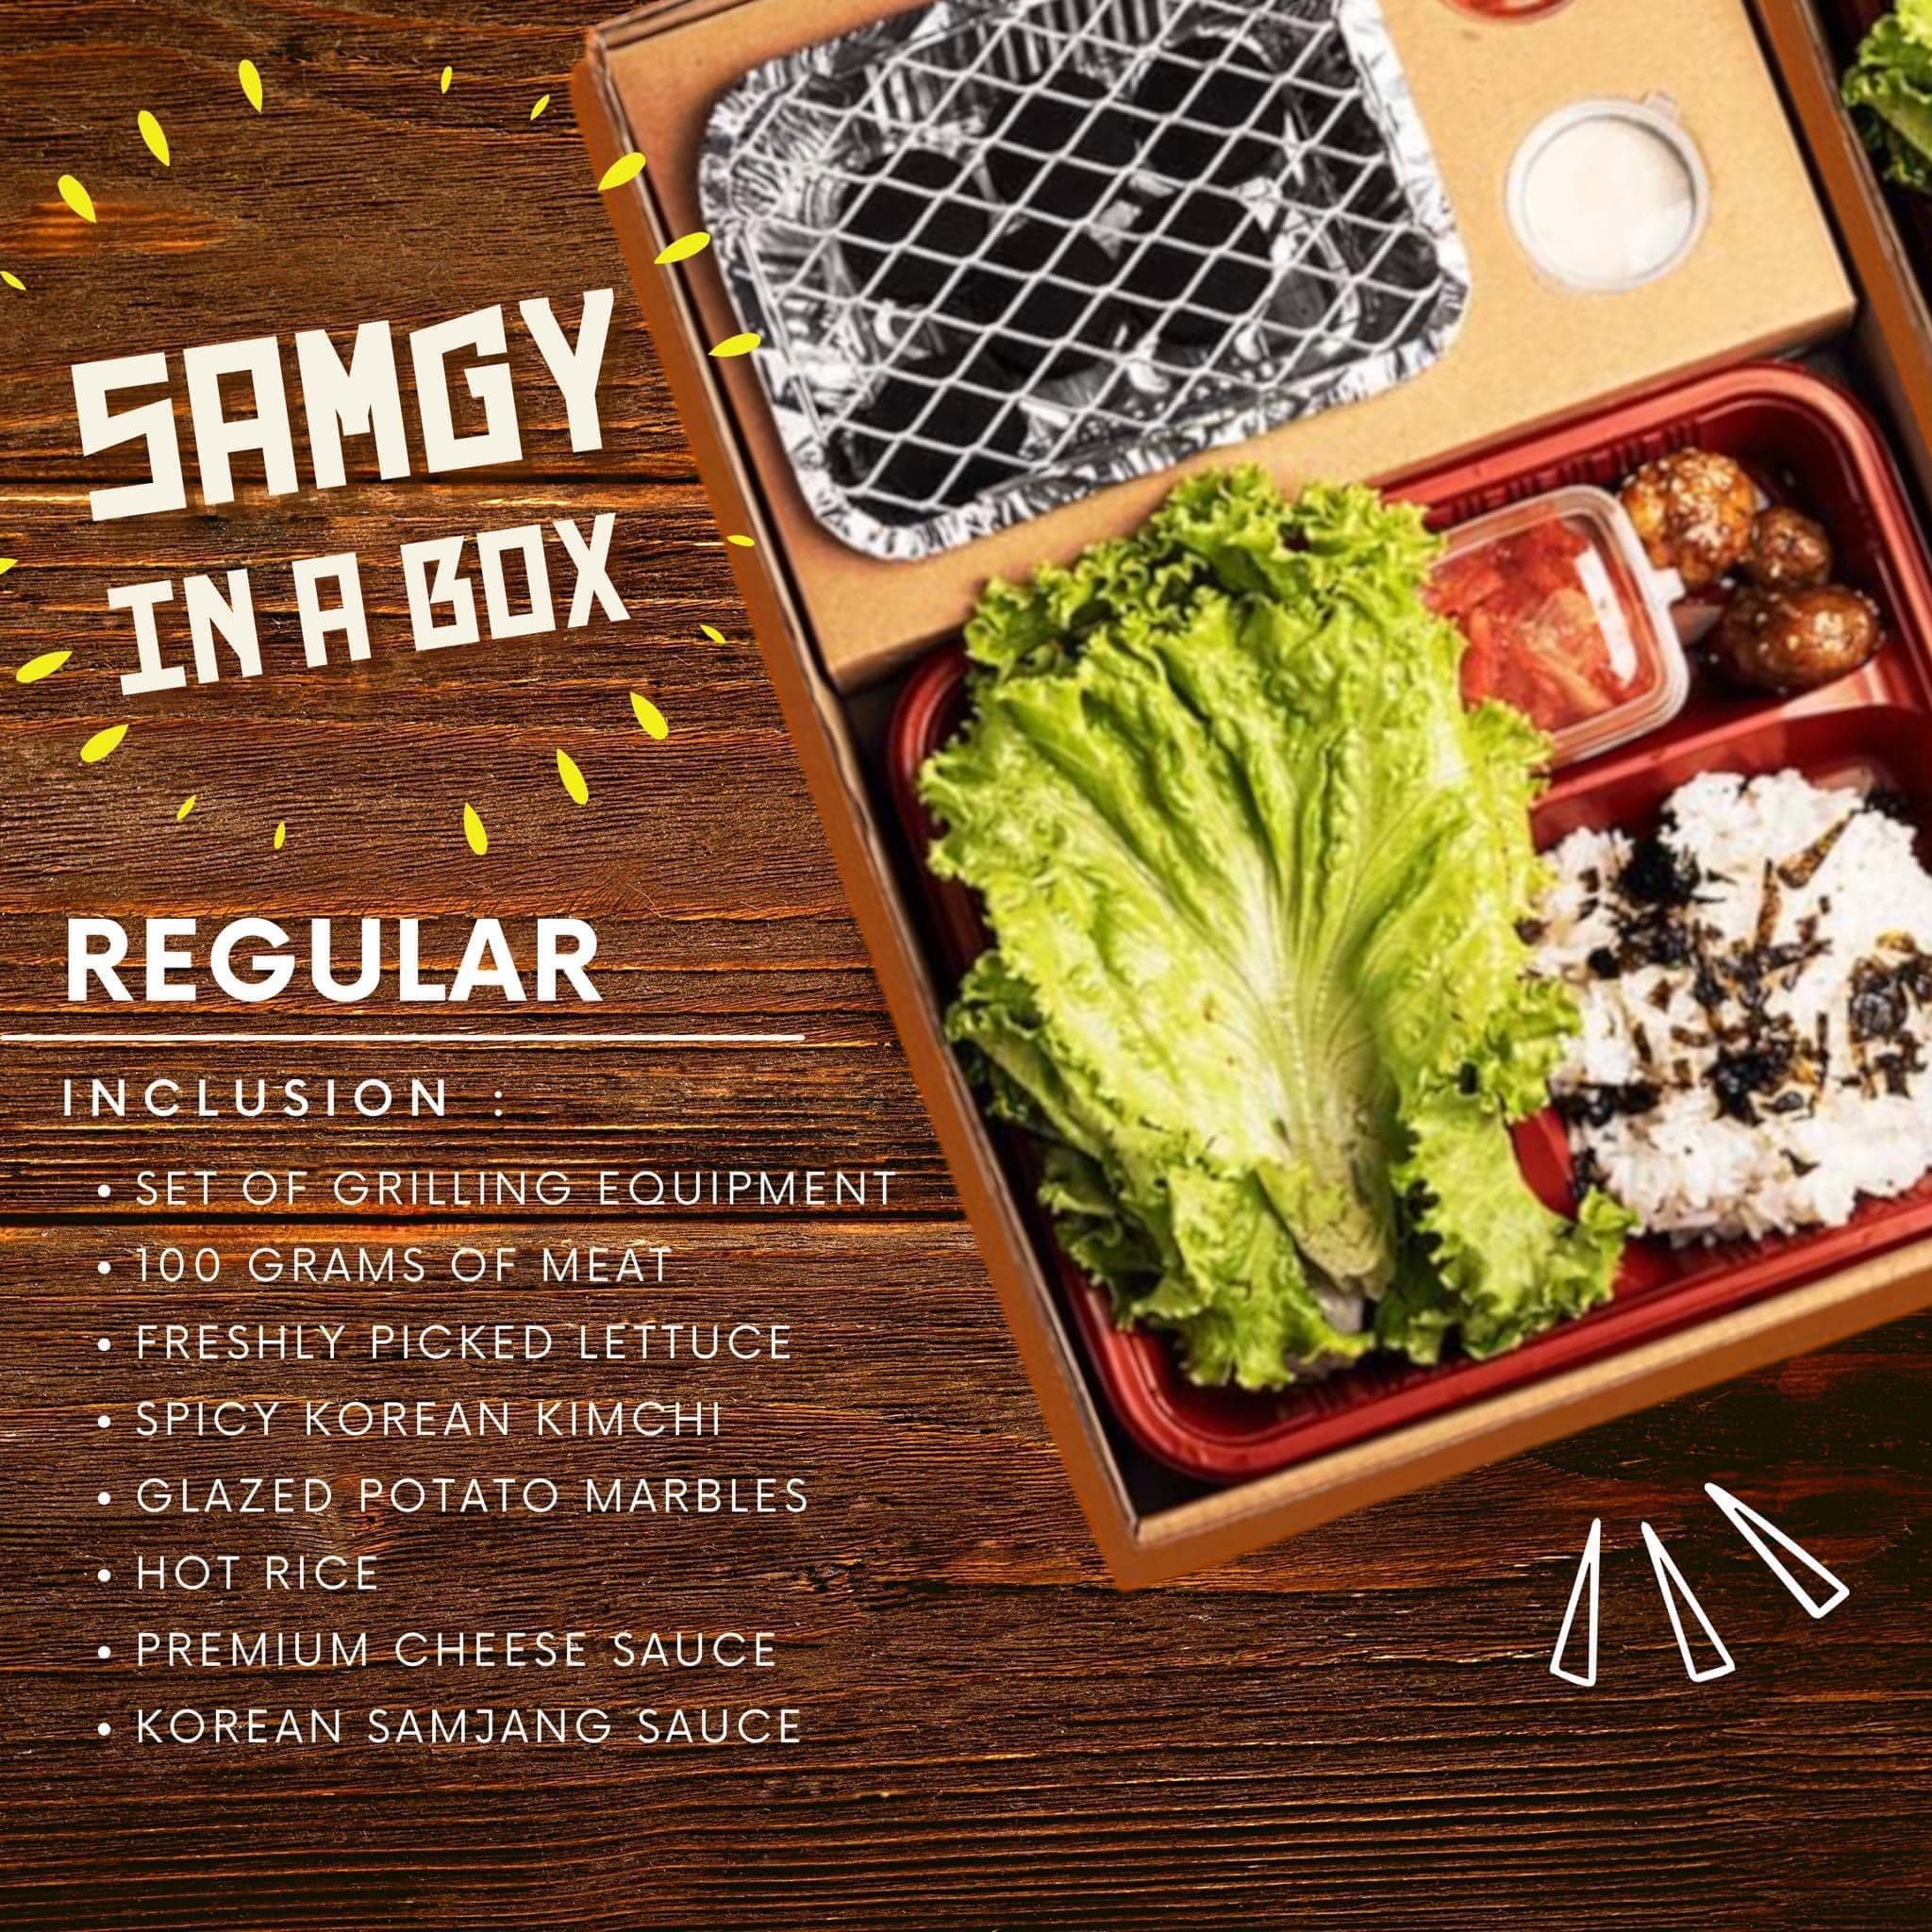 SAMGY
IN A BOX
REGULAR
INCLUSION :
• SET OF GRILLING EQUIPMENT
• 100 GRAMS OF MEAT
• FRESHLY PICKED LETTUCE
• SPICY KOREAN KIMCHI
• GLAZED POTATO MARBLES
• HOT RICE
• PREMIUM CHEESE SAUCE
• KOREAN SAMJANG SAUCE